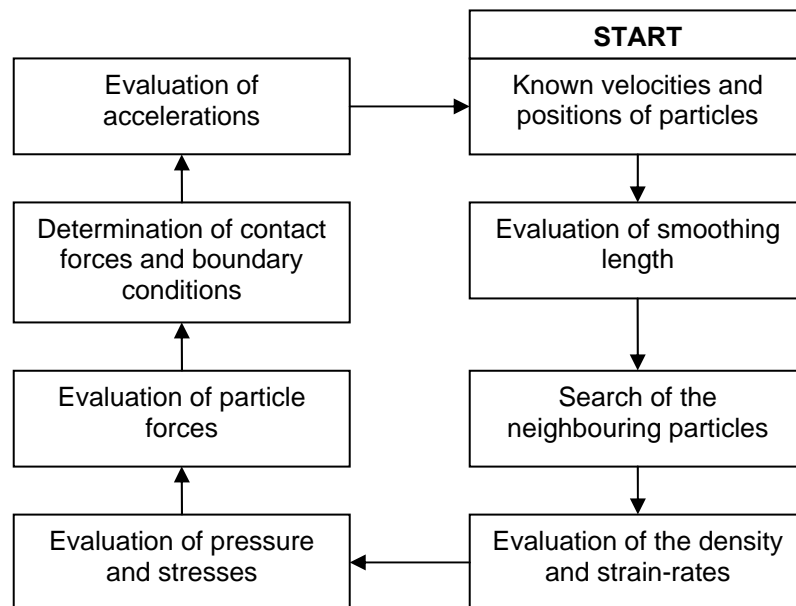 START
Known velocities and
positions of particles
Evaluation of smoothing
length
Search of the
neighbouring particles
Evaluation of the density
and strain-rates
Evaluation of pressure
and stresses
Evaluation of particle
forces
Determination of contact
forces and boundary
conditions
Evaluation of
accelerations